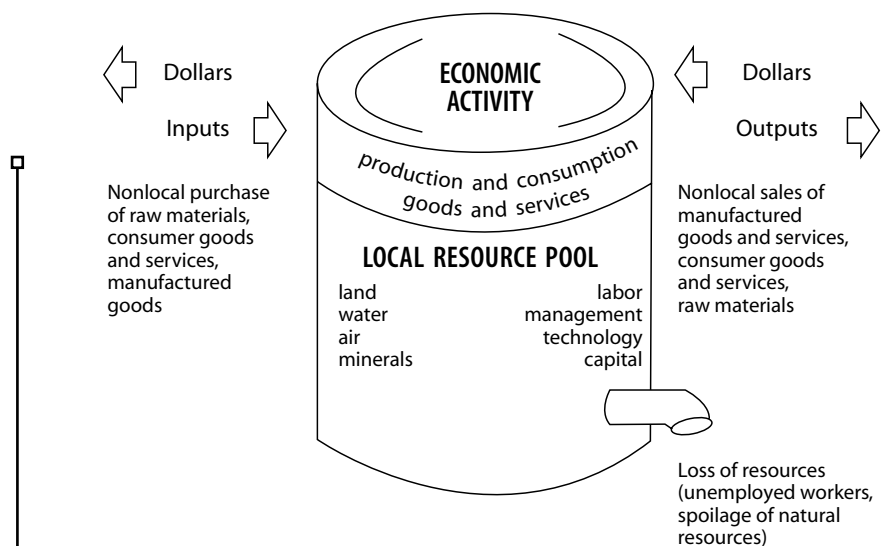 Dollars
Inputs
Nonlocal purchase
of raw materials,
consumer goods
and services,
manufactured
goods
ECONOMIC
ACTIVITY
production and consumption
goods and services
LOCAL RESOURCE POOL
land
water
air
minerals
labor
management
technology
capital
Dollars
Outputs
Nonlocal sales of
manufactured
goods and services,
consumer goods
and services,
raw materials
Loss of resources
(unemployed workers,
spoilage of natural
resources)